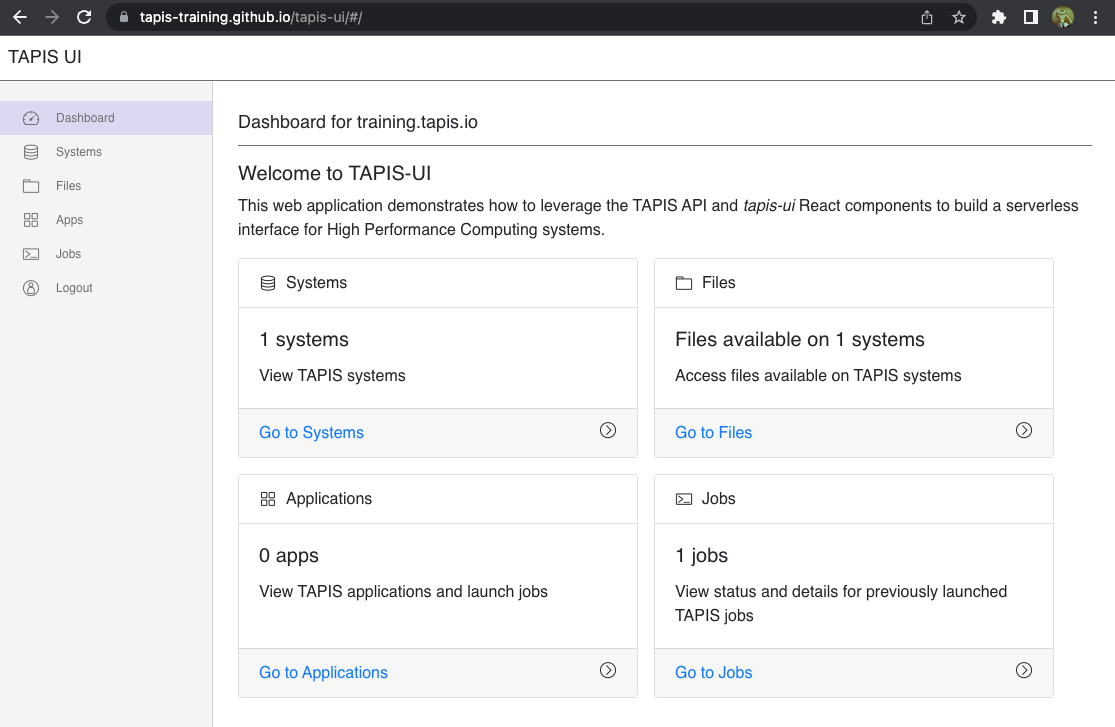 tapis-training.github.io/tapis-ui/#/
TAPIS UI
Dashboard
Systems
Files
Apps
Jobs
Logout
Dashboard for training.tapis.io
Welcome to TAPIS-UI
This web application demonstrates how to leverage the TAPIS API and tapis-ui React components to build a serverless
interface for High Performance Computing systems.
Systems
1 systems
View TAPIS systems
Go to Systems
Files
Files available on 1 systems
Access files available on TAPIS systems
Go to Files
Applications
0 apps
View TAPIS applications and launch jobs
Go to Applications
Jobs
1 jobs
View status and details for previously launched
TAPIS jobs
Go to Jobs